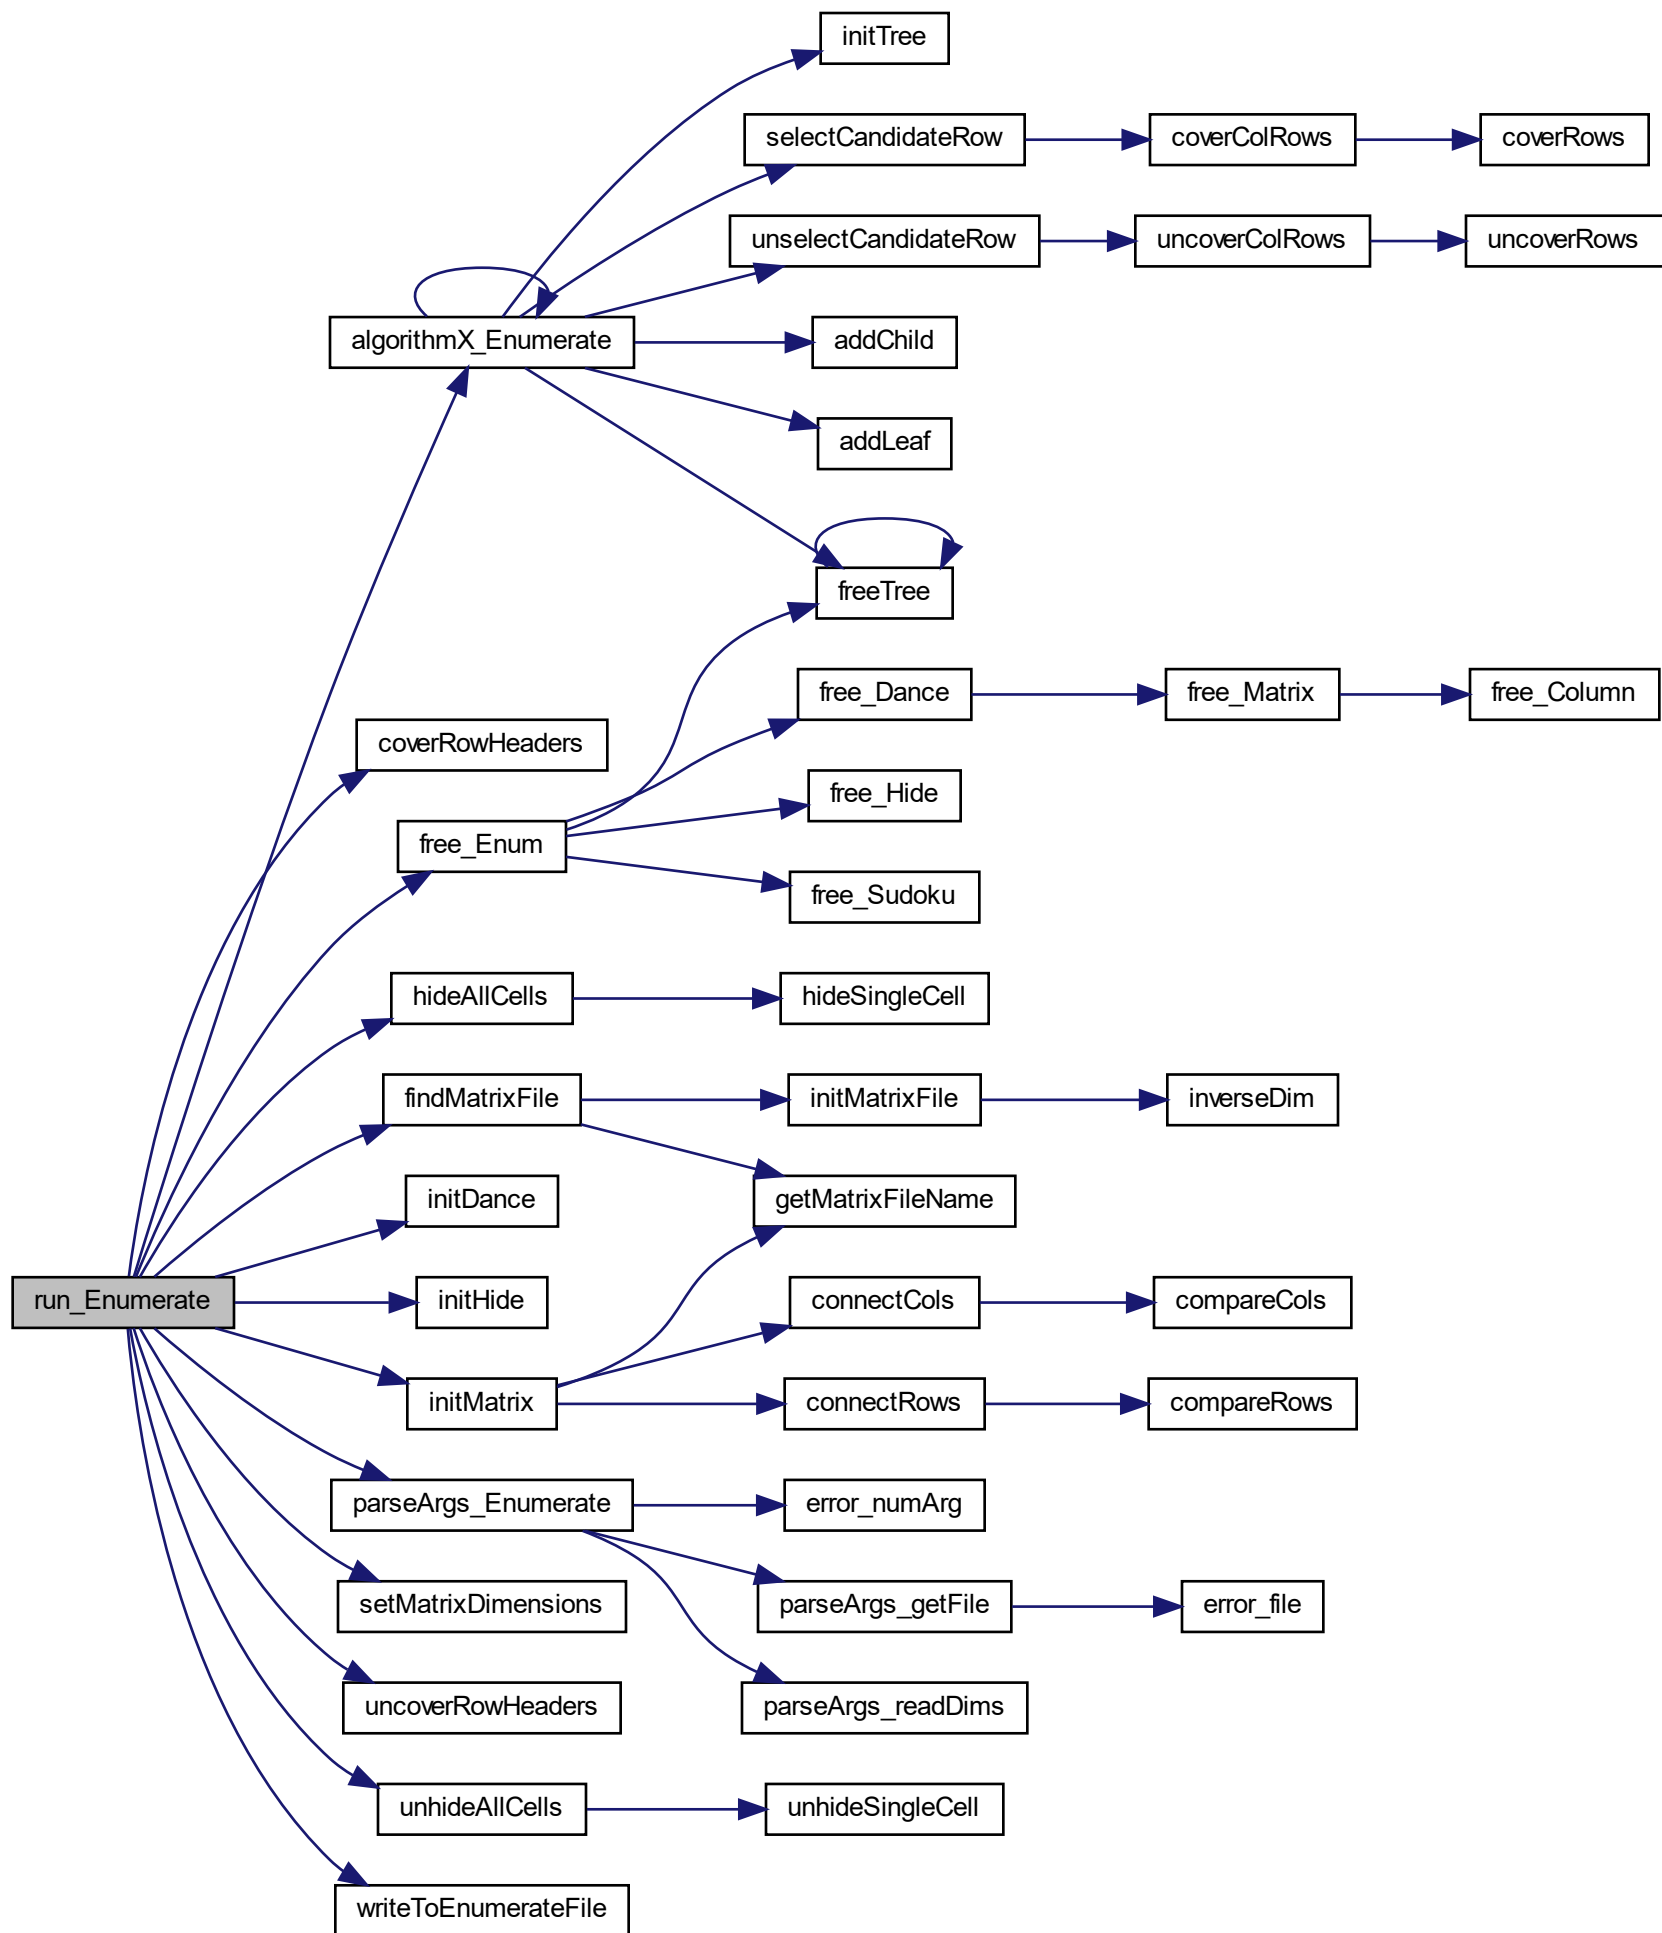 initTree
selectCandidateRow
coverColRows
coverRows
unselectCandidateRow
uncoverColRows
uncoverRows
algorithmX_Enumerate
addChild
addLeaf
freeTree
free_Dance
free_Matrix
free_Column
coverRowHeaders
free_Hide
free_Enum
free_Sudoku
hideAllCells
hideSingleCell
findMatrixFile
initMatrixFile
inverseDim
initDance
getMatrixFileName
run_Enumerate
initHide
connectCols
compareCols
initMatrix
connectRows
compareRows
parseArgs_Enumerate
error_numArg
setMatrixDimensions
parseArgs_getFile
error_file
uncoverRowHeaders
parseArgs_readDims
unhideAllCells
unhideSingleCell
writeToEnumerateFile